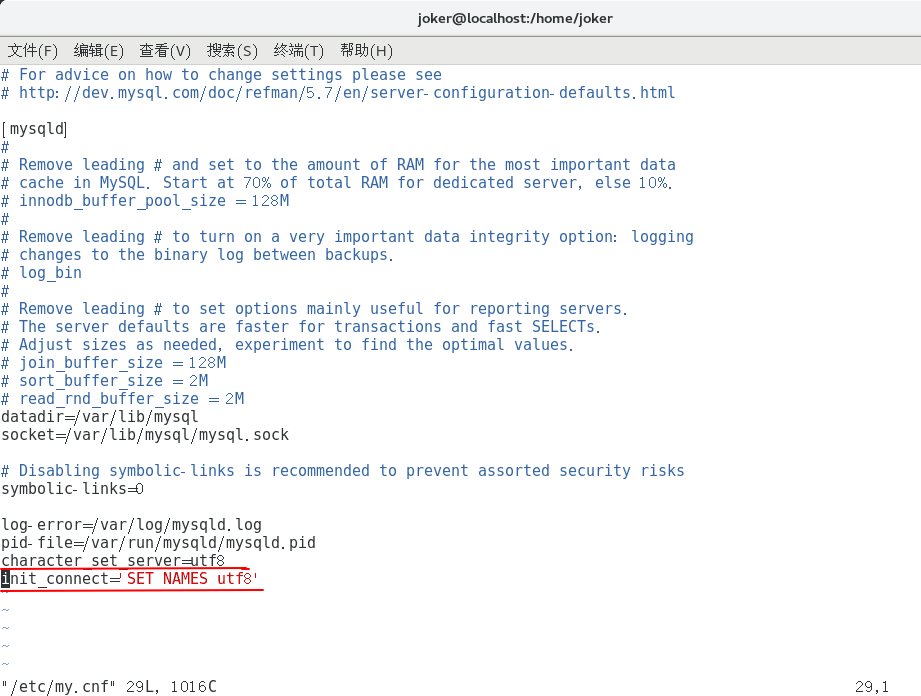 joker@localhost:/home/joker
文件(F) 编辑(E) 查看(V) 搜索(S) 终端(T) 帮助(H)
# For advice on how to change settings please see
# http://dev.mysql.com/doc/refman/5.7/en/server-configuration-defaults.html
[mysqld]
#
# Remove leading # and set to the amount of RAM for the most important data
# cache in MySQL. Start at 70% of total RAM for dedicated server, else 10%.
# innodb_buffer_pool_size = 128M
#
# Remove leading # to turn on a very important data integrity option: logging
# changes to the binary log between backups.
# log_bin
#
# Remove leading # to set options mainly useful for reporting servers.
# The server defaults are faster for transactions and fast SELECTs.
# Adjust sizes as needed, experiment to find the optimal values.
# join_buffer_size = 128M
# sort_buffer_size = 2M
# read_rnd_buffer_size = 2M
datadir=/var/lib/mysql
socket=/var/lib/mysql/mysql.sock
# Disabling symbolic-links is recommended to prevent assorted security risks
symbolic-links=0
log-error=/var/log/mysqld.log
pid-file=/var/run/mysqld/mysqld.pid
character_set_server=utf8
init_connect='SET NAMES utf8'
~
~
~
~
~
"/etc/my.cnf" 29L, 1016C 29,1